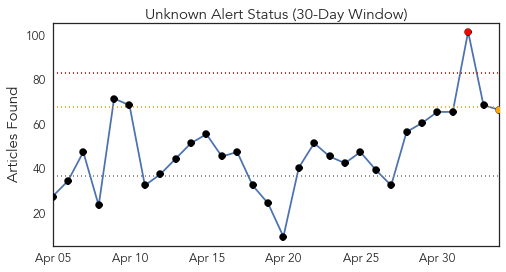 Unknown Alert Status (30-Day Window)
Articles Found
100
80
60
40
20
Apr 05 Apr 10 Apr 15 Apr 20 Apr 25 Apr 30